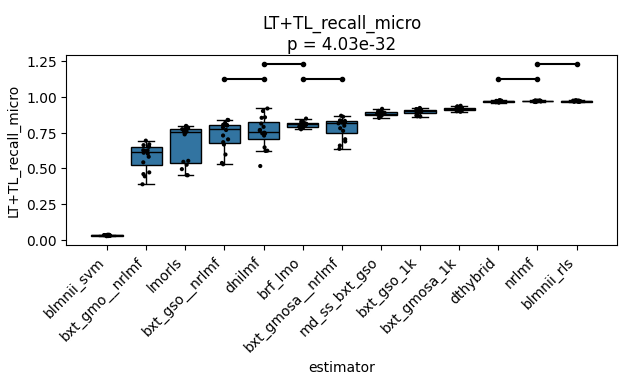 LT+TL_recall_micro
p = 4.03e-32
LT+TL_recall_micro
1.25
1.00
0.75
0.50
0.25
0.00
blmnii_svm
bxt_gmo__nrlmf
lmorls
bxt_gso__nrlmf
dnilmf
brf_lmo
bxt_gmosa__nrlmf
md_ss_bxt_gso
bxt_gso_1k
bxt_gmosa_1k
dthybrid
nrlmf
blmnii_rls
estimator